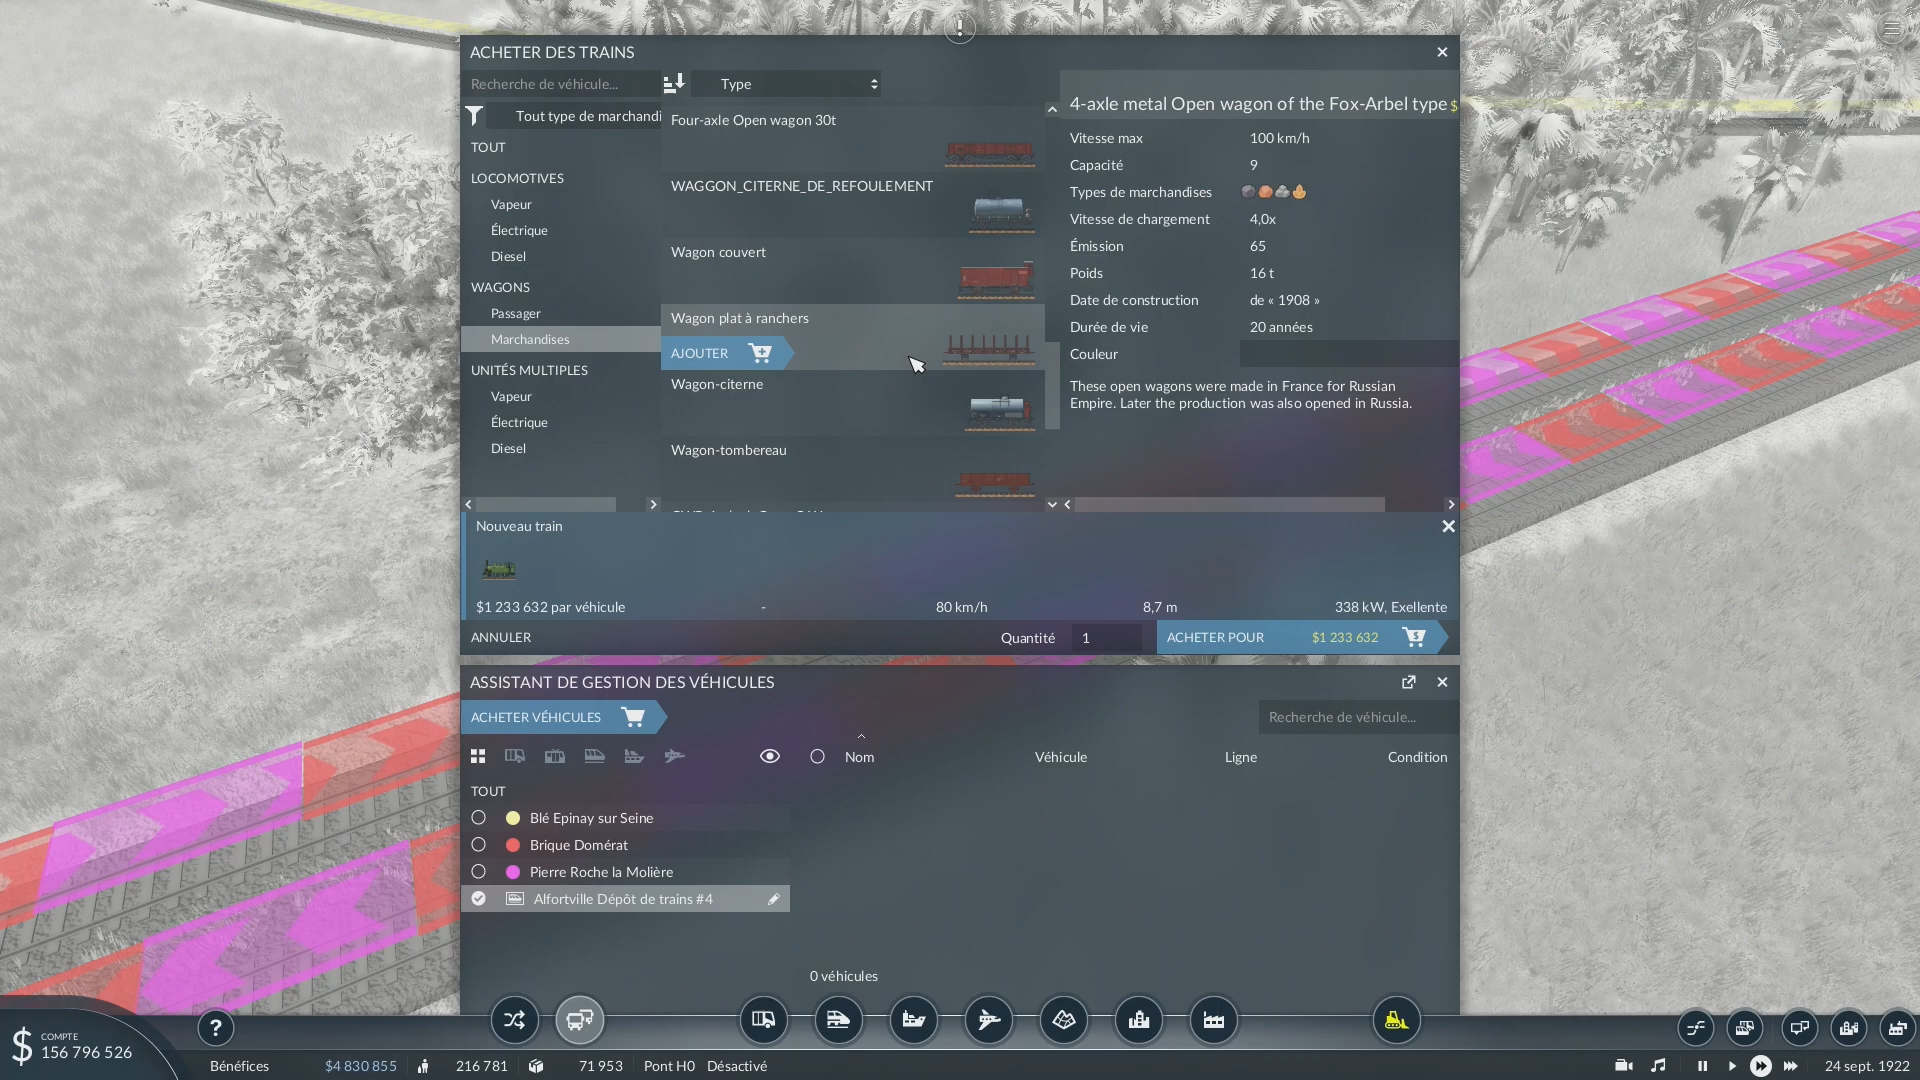 ACHETER DES TRAINS
Recherche de véhicule...
Type
Tout type de marchandi
TOUT
LOCOMOTIVES
Vapeur
Électrique
Diesel
WAGONS
Passager
Marchandises
UNITÉS MULTIPLES
Vapeur
Électrique
Diesel
Four-axle Open wagon 30t
WAGGON_CITERNE_DE_REFOULEMENT
Wagon couvert
Wagon plat à ranchers
AJOUTER
Wagon-citerne
Wagon-tombereau
4-axle metal Open wagon of the Fox-Arbel type $
Vitesse max 100 km/h
Capacité 9
Types de marchandises
Vitesse de chargement 4,0x
Émission 65
Poids 16 t
Date de construction de « 1908 »
Durée de vie 20 années
Couleur
These open wagons were made in France for Russian
Empire. Later the production was also opened in Russia.
Nouveau train
$1 233 632 par véhicule - 80 km/h 8,7 m 338 kW, Exellente
ANNULER Quantité 1 ACHETER POUR $1 233 632
ASSISTANT DE GESTION DES VÉHICULES
ACHETER VÉHICULES Recherche de véhicule...
Nom Véhicule Ligne Condition
TOUT
Blé Epinay sur Seine
Brique Domérat
Pierre Roche la Molière
Alfortville Dépôt de trains #4
0 véhicules
$ COMPTE
156 796 526
?
Bénéfices $4 830 855 216 781 71 953 Pont H0 Désactivé 24 sept. 1922